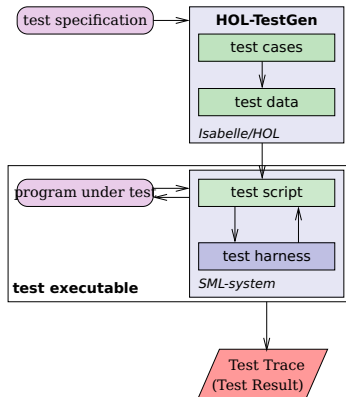 test specification
HOL-TestGen
test cases
test data
Isabelle/HOL
program under test
test script
test harness
test executable
SML-system
Test Trace
(Test Result)